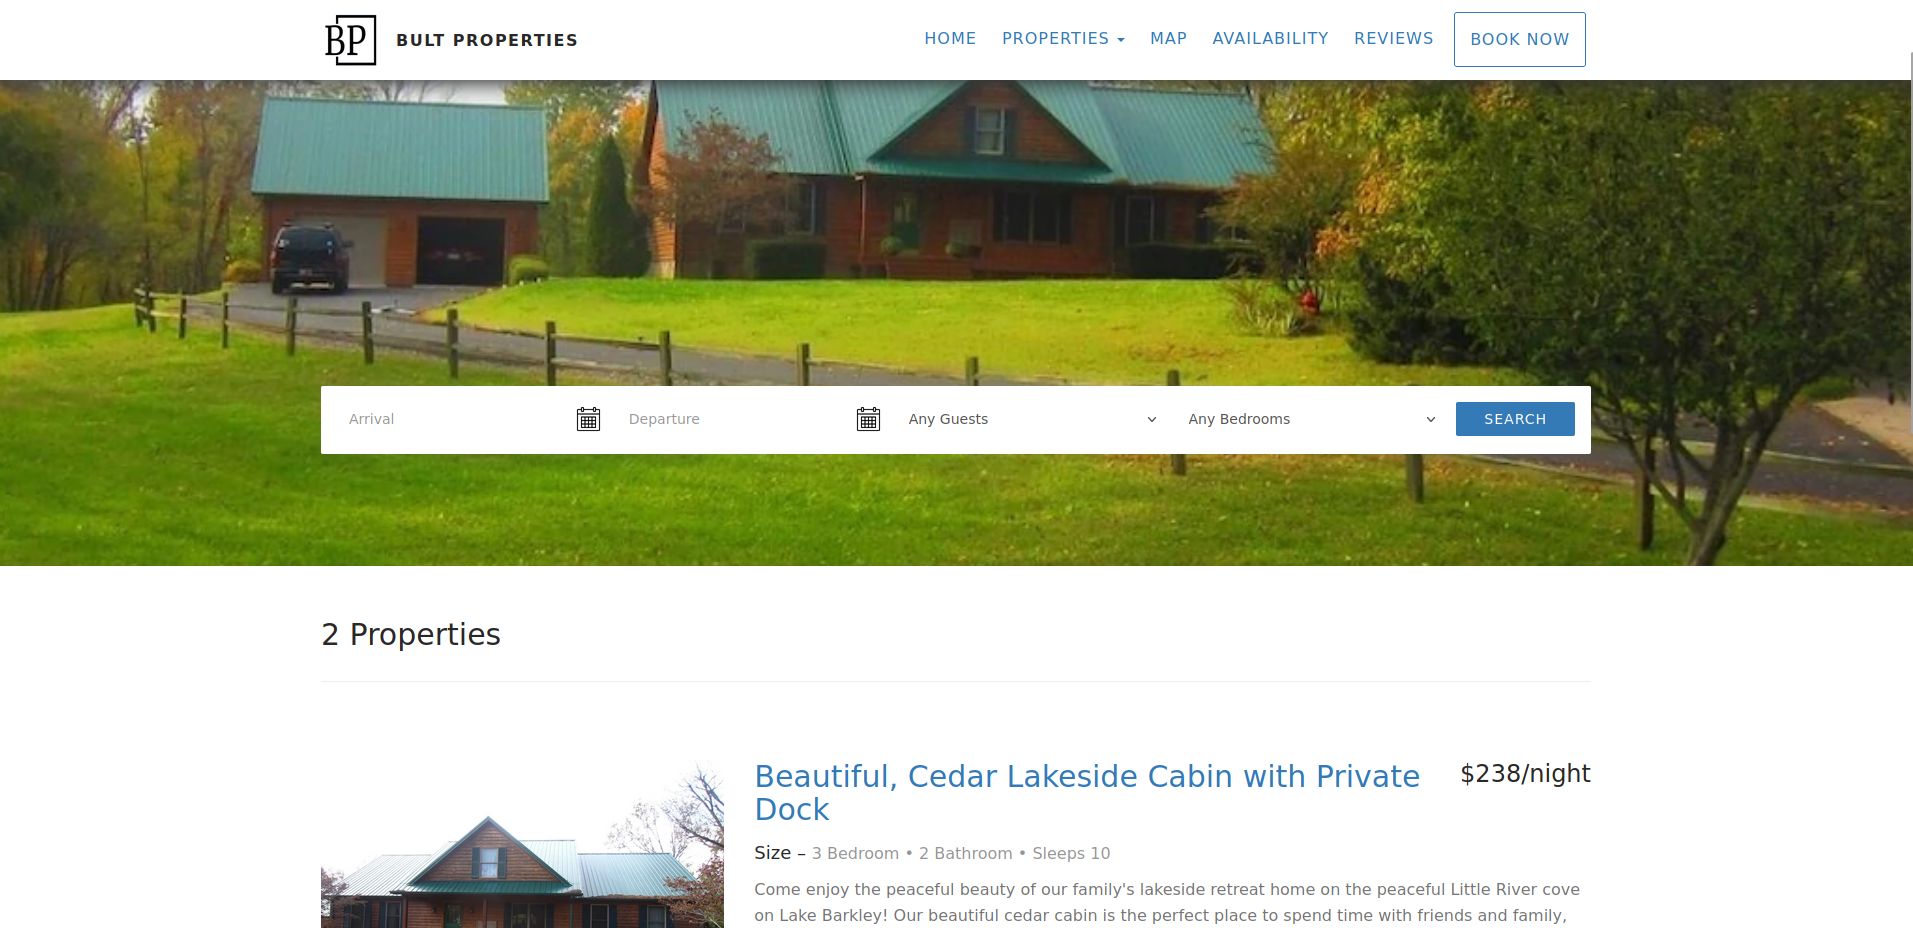 BP BULT PROPERTIES
HOME PROPERTIES MAP AVAILABILITY REVIEWS BOOK NOW
Arrival Departure Any Guests Any Bedrooms SEARCH
2 Properties
Beautiful, Cedar Lakeside Cabin with Private
Dock
$238/night
Size – 3 Bedroom • 2 Bathroom • Sleeps 10
Come enjoy the peaceful beauty of our family's lakeside retreat home on the peaceful Little River cove
on Lake Barkley! Our beautiful cedar cabin is the perfect place to spend time with friends and family,